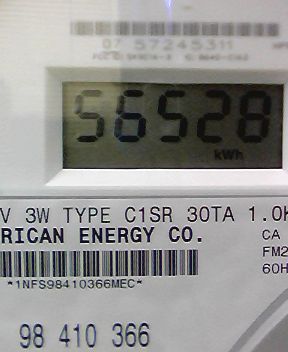 07 57245311
56528
kWh
V 3W TYPE C1SR 30TA 1.0K
RICAN ENERGY CO.
CA
FM2
60H
*1NFS98410366MEC*
98 410 366